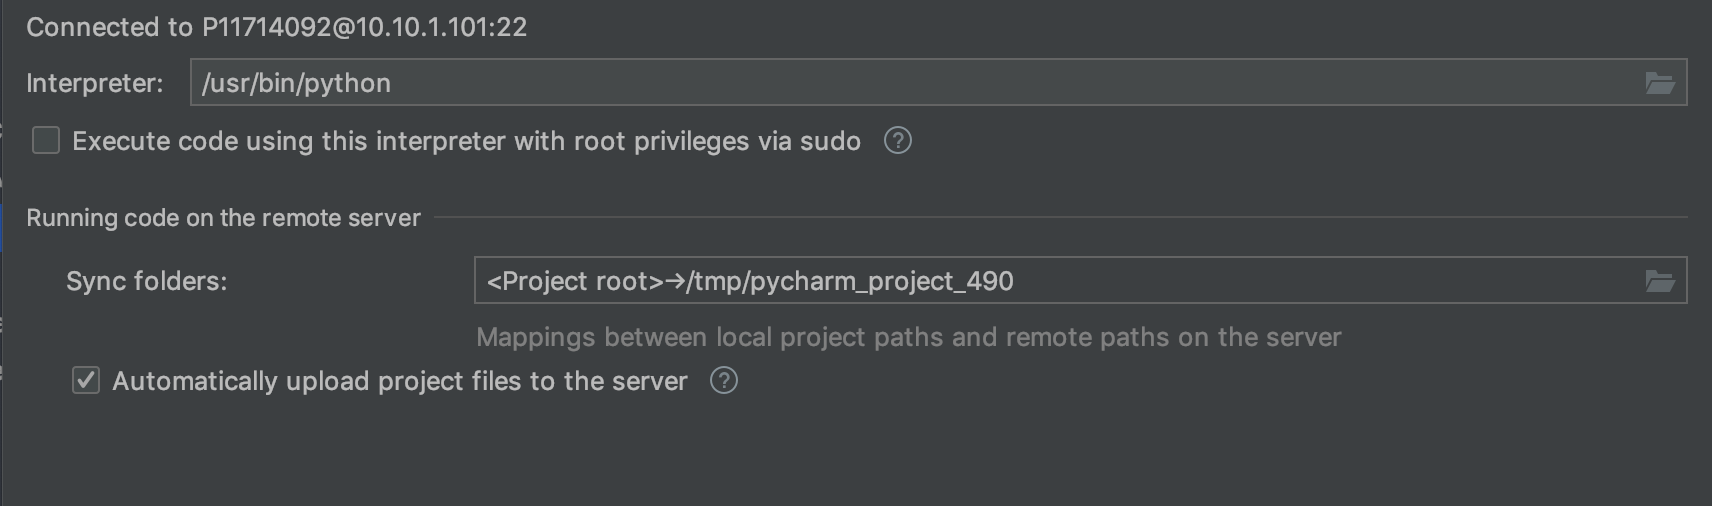 Connected to P11714092@10.10.1.101:22
Interpreter: /usr/bin/python
Execute code using this interpreter with root privileges via sudo ?
Running code on the remote server
Sync folders: <Project root>→/tmp/pycharm_project_490
Mappings between local project paths and remote paths on the server
Automatically upload project files to the server ?